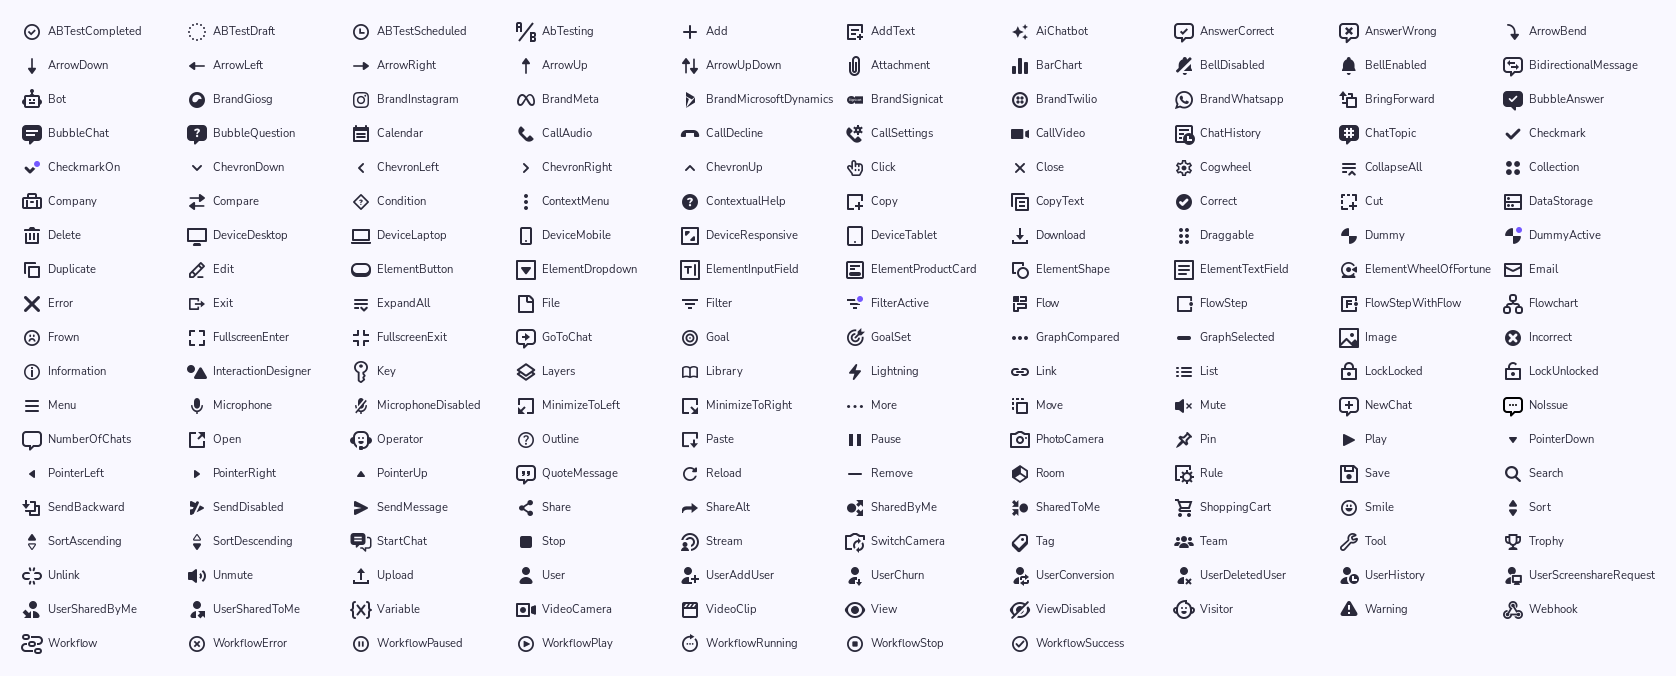 ABTestCompleted ABTestDraft ABTestScheduled AbTesting Add AddText AiChatbot AnswerCorrect AnswerWrong ArrowBend
ArrowDown ArrowLeft ArrowRight ArrowUp ArrowUpDown Attachment BarChart BellDisabled BellEnabled BidirectionalMessage
Bot BrandGiosg BrandInstagram BrandMeta BrandMicrosoftDynamics BrandSignicat BrandTwilio BrandWhatsapp BringForward BubbleAnswer
BubbleChat BubbleQuestion Calendar CallAudio CallDecline CallSettings CallVideo ChatHistory ChatTopic Checkmark
CheckmarkOn ChevronDown ChevronLeft ChevronRight ChevronUp Click Close Cogwheel CollapseAll Collection
Company Compare Condition ContextMenu ContextualHelp Copy CopyText Correct Cut DataStorage
Delete DeviceDesktop DeviceLaptop DeviceMobile DeviceResponsive DeviceTablet Download Draggable Dummy DummyActive
Duplicate Edit ElementButton ElementDropdown ElementInputField ElementProductCard ElementShape ElementTextField ElementWheelOfFortune Email
Error Exit ExpandAll File Filter FilterActive Flow FlowStep FlowStepWithFlow Flowchart
Frown FullscreenEnter FullscreenExit GoToChat Goal GoalSet GraphCompared GraphSelected Image Incorrect
Information InteractionDesigner Key Layers Library Lightning Link List LockLocked LockUnlocked
Menu Microphone MicrophoneDisabled MinimizeToLeft MinimizeToRight More Move Mute NewChat NoIssue
NumberOfChats Open Operator Outline Paste Pause PhotoCamera Pin Play PointerDown
PointerLeft PointerRight PointerUp QuoteMessage Reload Remove Room Rule Save Search
SendBackward SendDisabled SendMessage Share ShareAlt SharedByMe SharedToMe ShoppingCart Smile Sort
SortAscending SortDescending StartChat Stop Stream SwitchCamera Tag Team Tool Trophy
Unlink Unmute Upload User UserAddUser UserChurn UserConversion UserDeletedUser UserHistory UserScreenshareRequest
UserSharedByMe UserSharedToMe Variable VideoCamera VideoClip View ViewDisabled Visitor Warning Webhook
Workflow WorkflowError WorkflowPaused WorkflowPlay WorkflowRunning WorkflowStop WorkflowSuccess